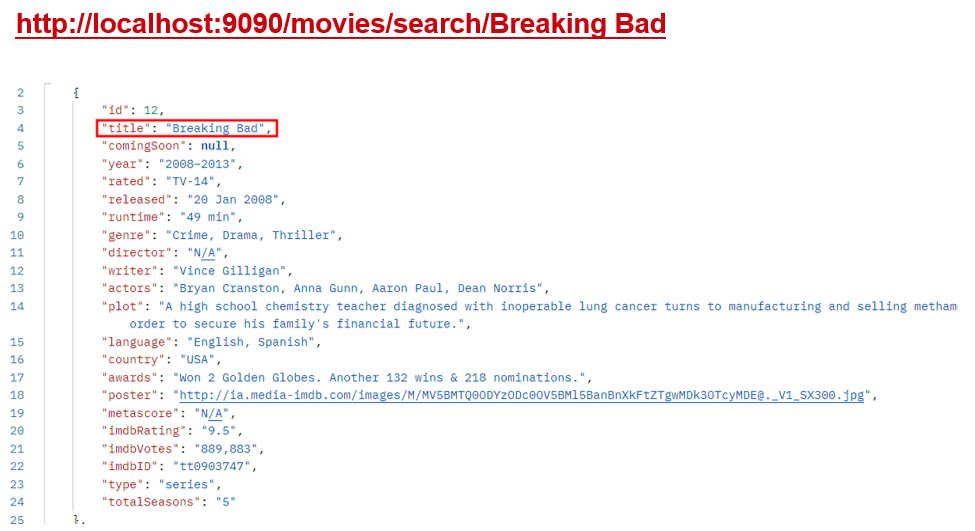 http://localhost:9090/movies/search/Breaking Bad
2 {
3 "id": 12,
4 "title": "Breaking Bad",
5 "comingSoon": null,
6 "year": "2008–2013",
7 "rated": "TV-14",
8 "released": "20 Jan 2008",
9 "runtime": "49 min",
10 "genre": "Crime, Drama, Thriller",
11 "director": "N/A",
12 "writer": "Vince Gilligan",
13 "actors": "Bryan Cranston, Anna Gunn, Aaron Paul, Dean Norris",
14 "plot": "A high school chemistry teacher diagnosed with inoperable lung cancer turns to manufacturing and selling metham
order to secure his family's financial future.",
15 "language": "English, Spanish",
16 "country": "USA",
17 "awards": "Won 2 Golden Globes. Another 132 wins & 218 nominations.",
18 "poster": "http://ia.media-imdb.com/images/M/MV5BMTQ0ODYzODc0OV5BMl5BanBnXkFtZTgwMDk3OTcyMDE@._V1_SX300.jpg",
19 "metascore": "N/A",
20 "imdbRating": "9.5",
21 "imdbVotes": "889,883",
22 "imdbID": "tt0903747",
23 "type": "series",
24 "totalSeasons": "5"
25 },